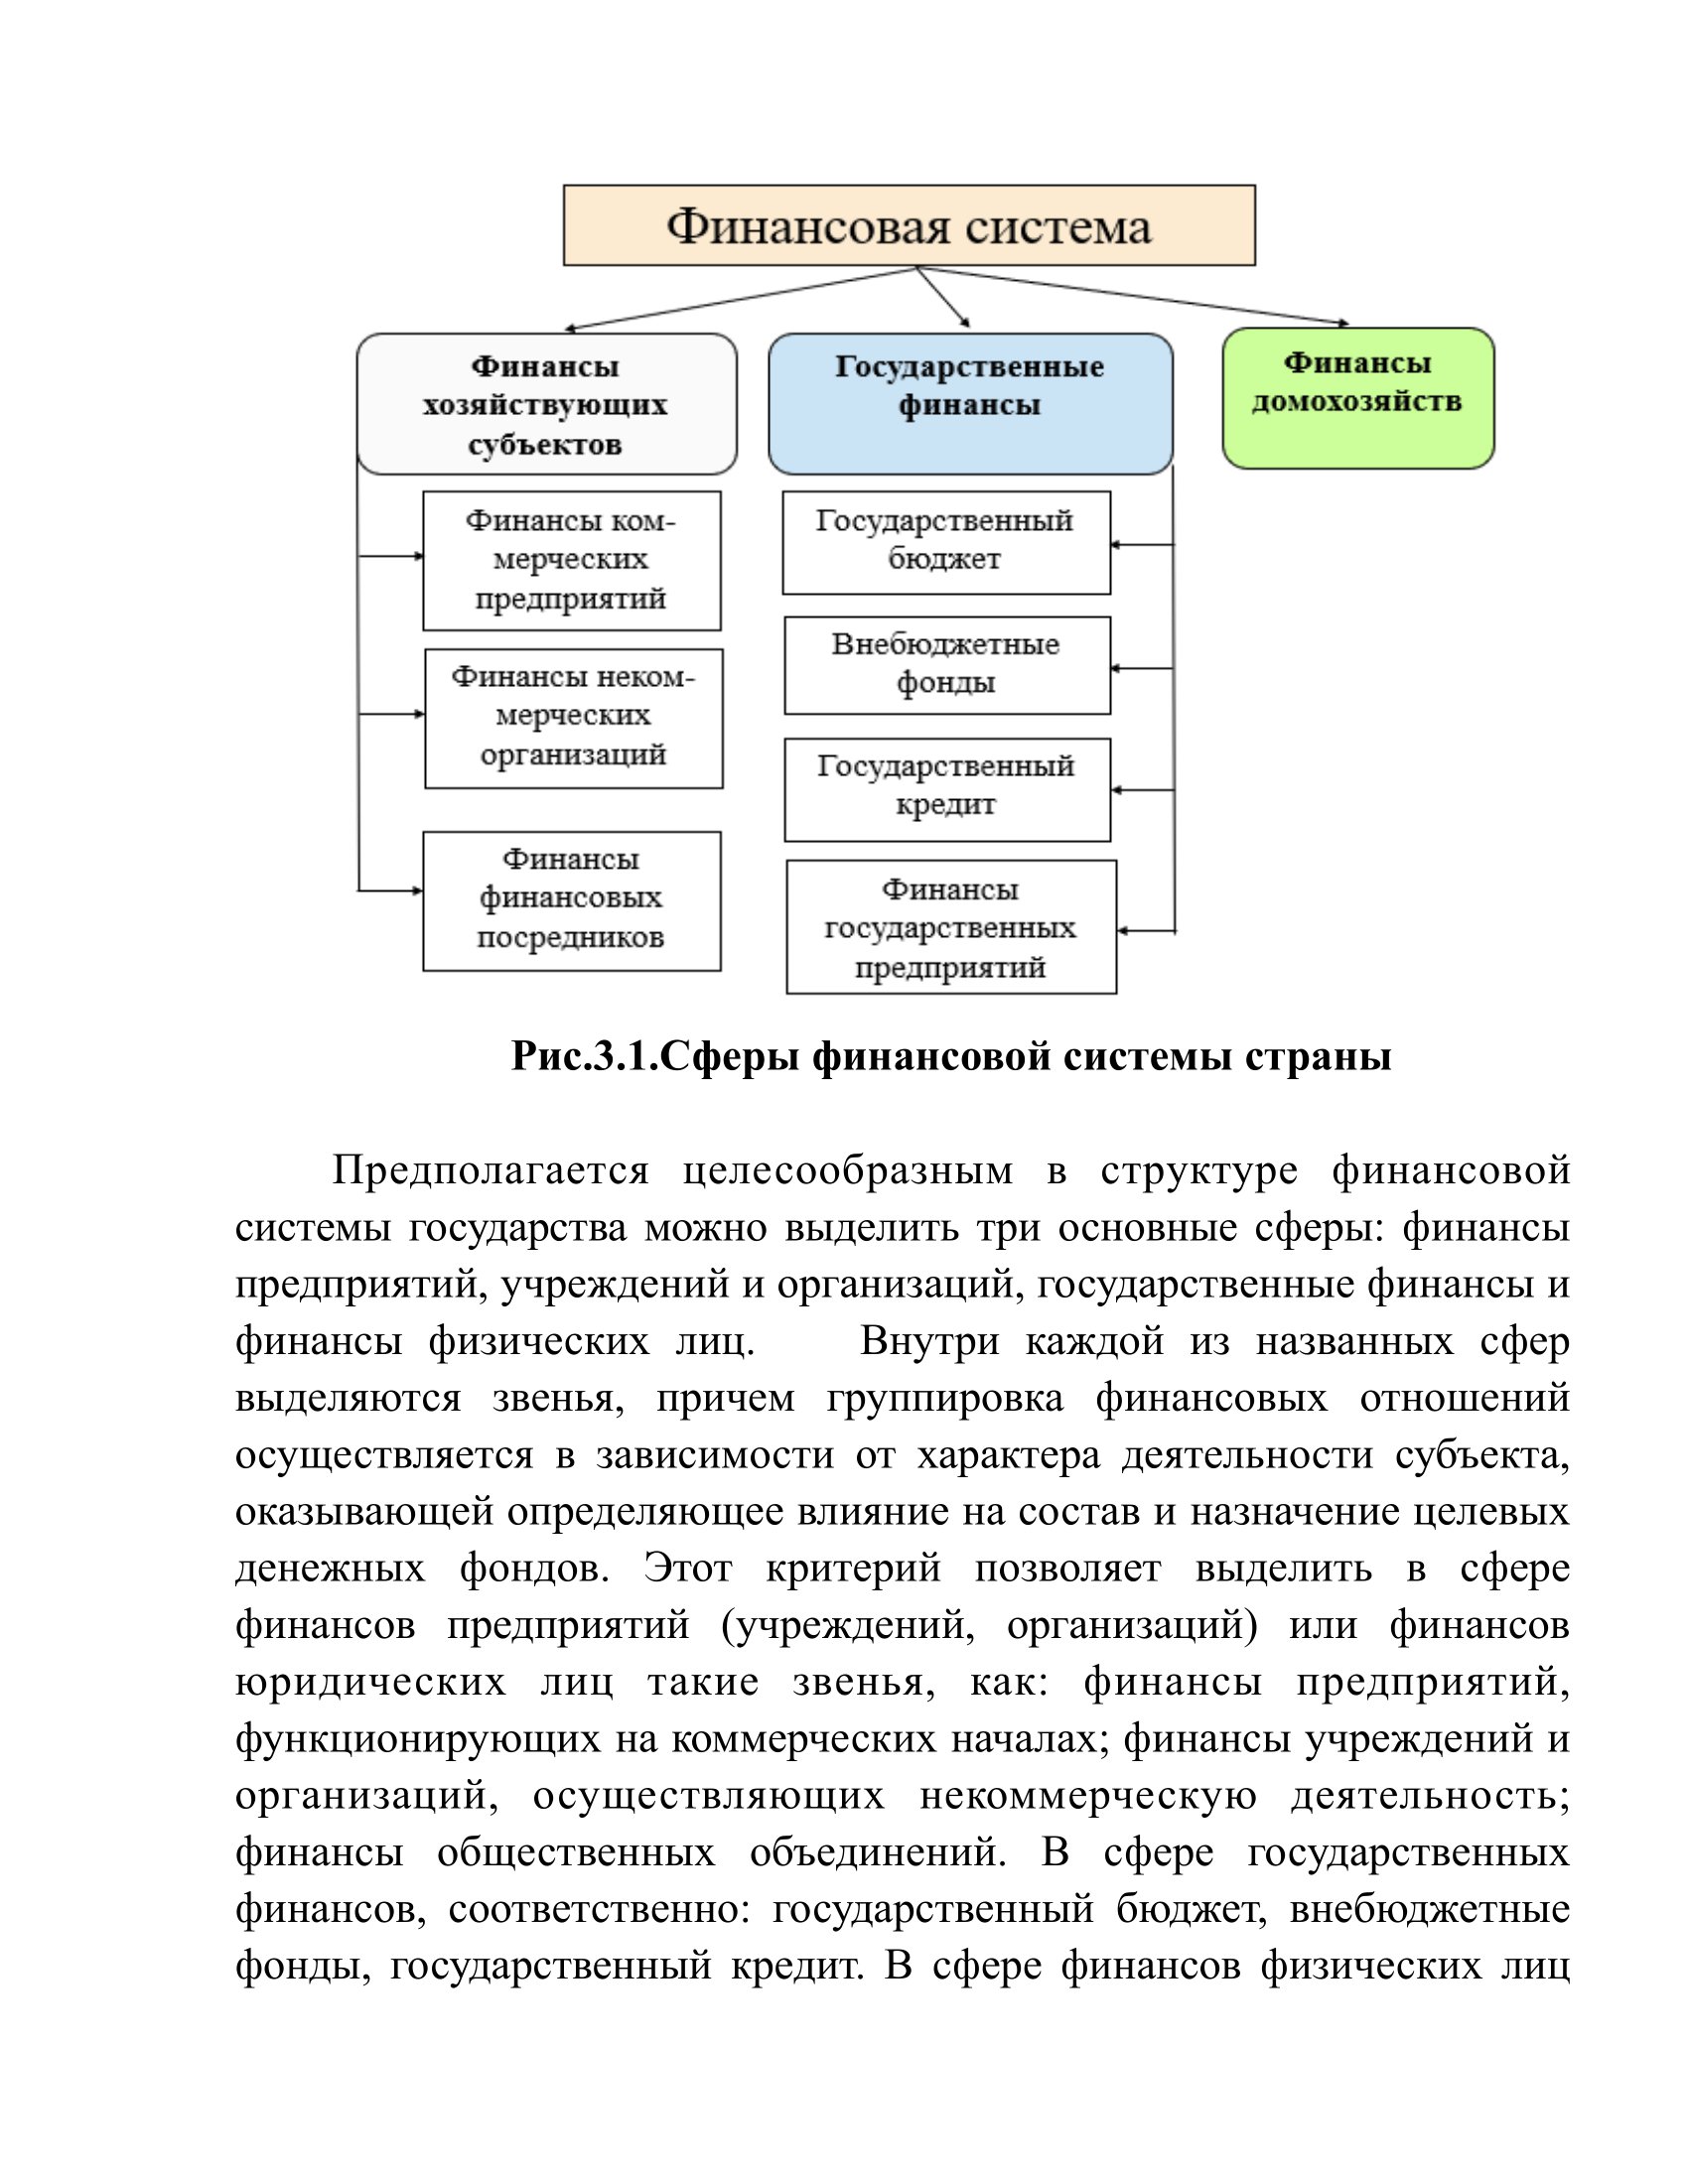 Финансовая система
Финансы
хозяйствующих
субъектов
Государственные
финансы
Финансы
домохозяйств
Финансы ком-
мерческих
предприятий
Финансы неком-
мерческих
организаций
Финансы
финансовых
посредников
Государственный
бюджет
Внебюджетные
фонды
Государственный
кредит
Финансы
государственных
предприятий
Рис.3.1.Сферы финансовой системы страны
Предполагается целесообразным в структуре финансовой
системы государства можно выделить три основные сферы: финансы
предприятий, учреждений и организаций, государственные финансы и
финансы физических лиц. Внутри каждой из названных сфер
выделяются звенья, причем группировка финансовых отношений
осуществляется в зависимости от характера деятельности субъекта,
оказывающей определяющее влияние на состав и назначение целевых
денежных фондов. Этот критерий позволяет выделить в сфере
финансов предприятий (учреждений, организаций) или финансов
юридических лиц такие звенья, как: финансы предприятий,
функционирующих на коммерческих началах; финансы учреждений и
организаций, осуществляющих некоммерческую деятельность;
финансы общественных объединений. В сфере государственных
финансов, соответственно: государственный бюджет, внебюджетные
фонды, государственный кредит. В сфере финансов физических лиц